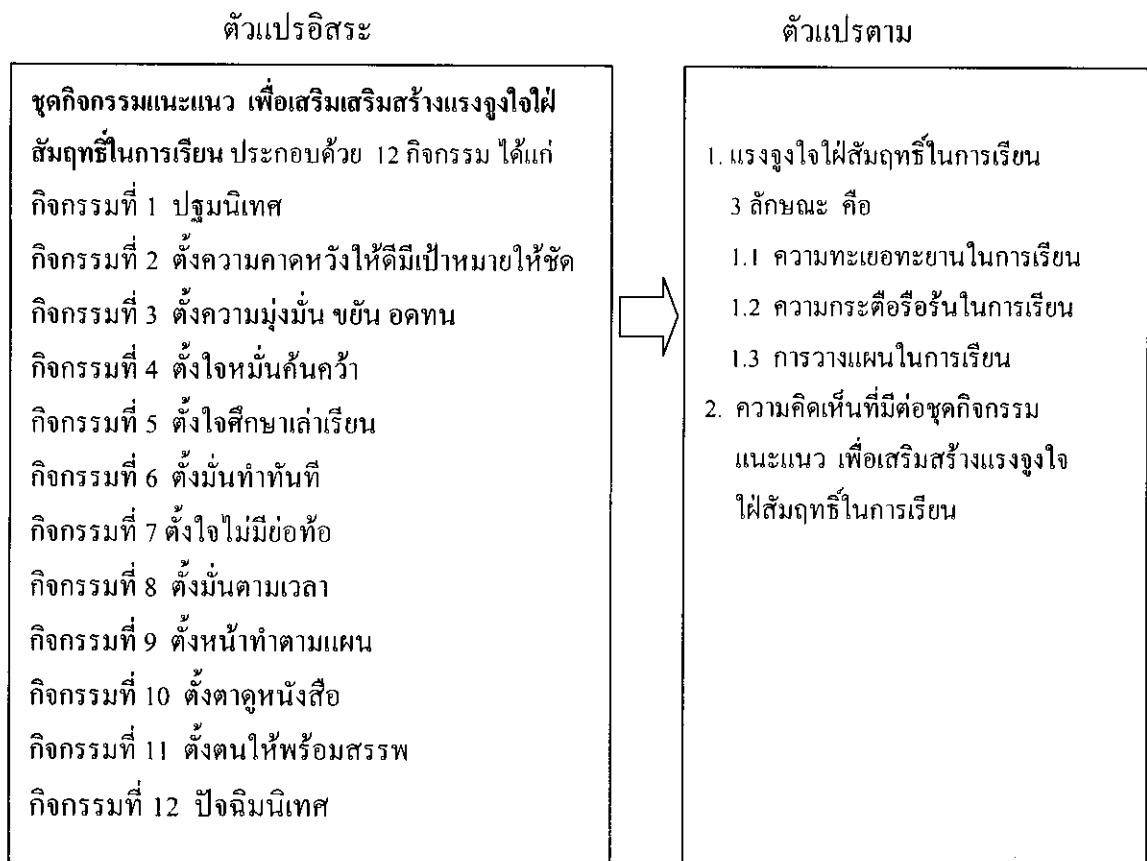 ตัวแปรอิสระ
ชุดกิจกรรมแนะแนว เพื่อเสริมเสริมสร้างแรงจูงใจใฝ่
สัมฤทธิ์ในการเรียน ประกอบด้วย 12 กิจกรรม ได้แก่
กิจกรรมที่ 1 ปฐมนิเทศ
กิจกรรมที่ 2 ตั้งความคาดหวังให้ดีมีเป้าหมายให้ชัด
กิจกรรมที่ 3 ตั้งความมุ่งมั่น ขยัน อดทน
กิจกรรมที่ 4 ตั้งใจหมั่นค้นคว้า
กิจกรรมที่ 5 ตั้งใจศึกษาเล่าเรียน
กิจกรรมที่ 6 ตั้งมั่นทำทันที
กิจกรรมที่ 7 ตั้งใจไม่มีย่อท้อ
กิจกรรมที่ 8 ตั้งมั่นตามเวลา
กิจกรรมที่ 9 ตั้งหน้าทำตามแผน
กิจกรรมที่ 10 ตั้งตาดูหนังสือ
กิจกรรมที่ 11 ตั้งตนให้พร้อมสรรพ
กิจกรรมที่ 12 ปัจฉิมนิเทศ
ตัวแปรตาม
1. แรงจูงใจใฝ่สัมฤทธิ์ในการเรียน
3 ลักษณะ คือ
1.1 ความทะเยอทะยานในการเรียน
1.2 ความกระตือรือร้นในการเรียน
1.3 การวางแผนในการเรียน
2. ความคิดเห็นที่มีต่อชุดกิจกรรม
แนะแนว เพื่อเสริมสร้างแรงจูงใจ
ใฝ่สัมฤทธิ์ในการเรียน